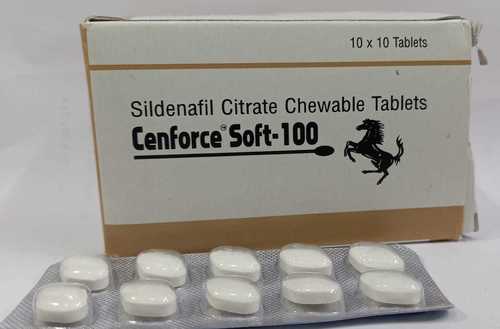 10 x 10 Tablets
Sildenafil Citrate Chewable Tablets
Cenforce® Soft-100